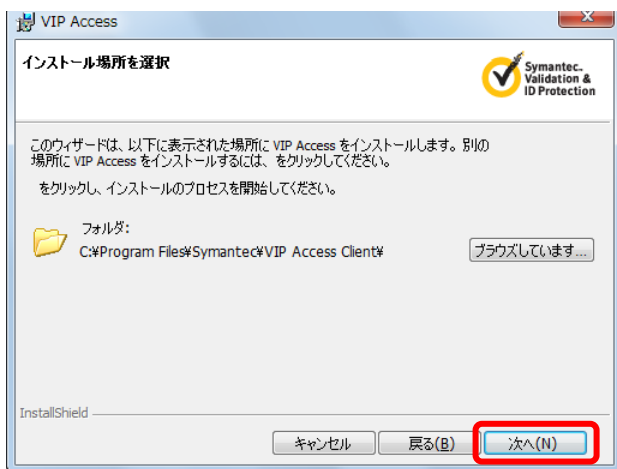 VIP Access
インストール場所を選択
Symantec.
Validation &
ID Protection
このウィザードは、以下に表示された場所に VIP Access をインストールします。別の
場所に VIP Access をインストールするには、をクリックしてください。
をクリックし、インストールのプロセスを開始してください。
フォルダ:
C:¥Program Files¥Symantec¥VIP Access Client¥
ブラウズしています...
InstallShield
キャンセル
戻る(B)
次へ(N)